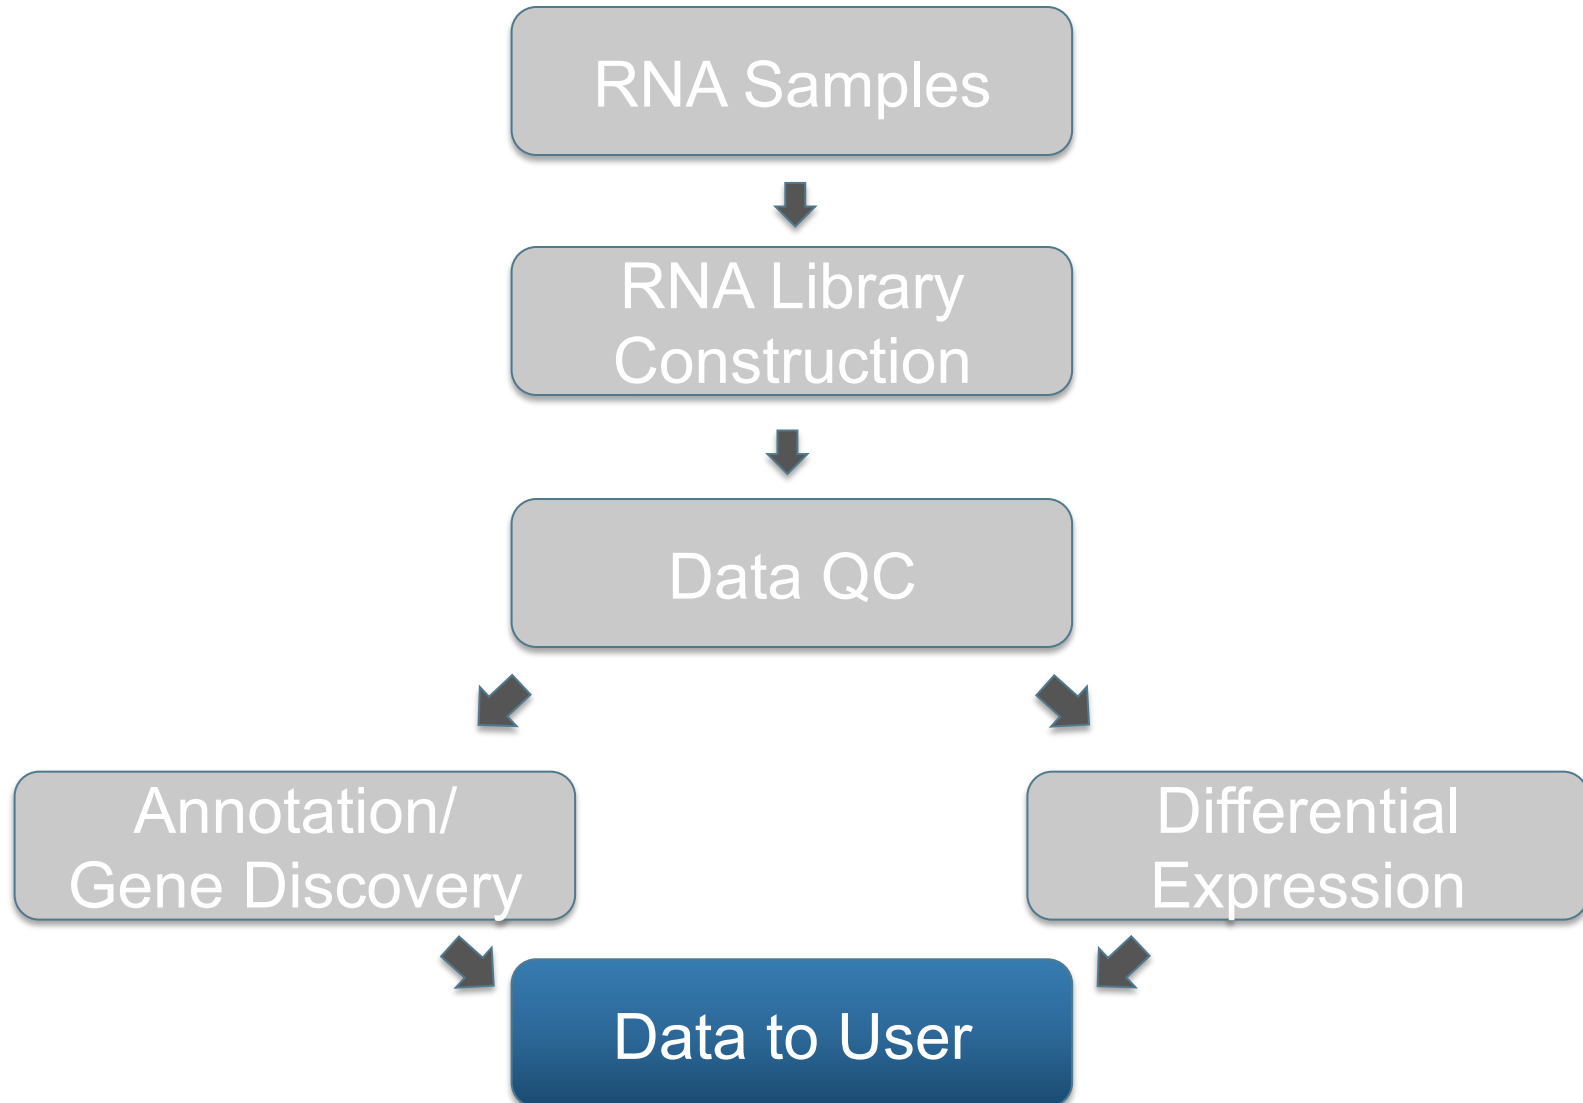 RNA Samples
RNA Library
Construction
Data QC
Annotation/
Gene Discovery
Differential
Expression
Data to User